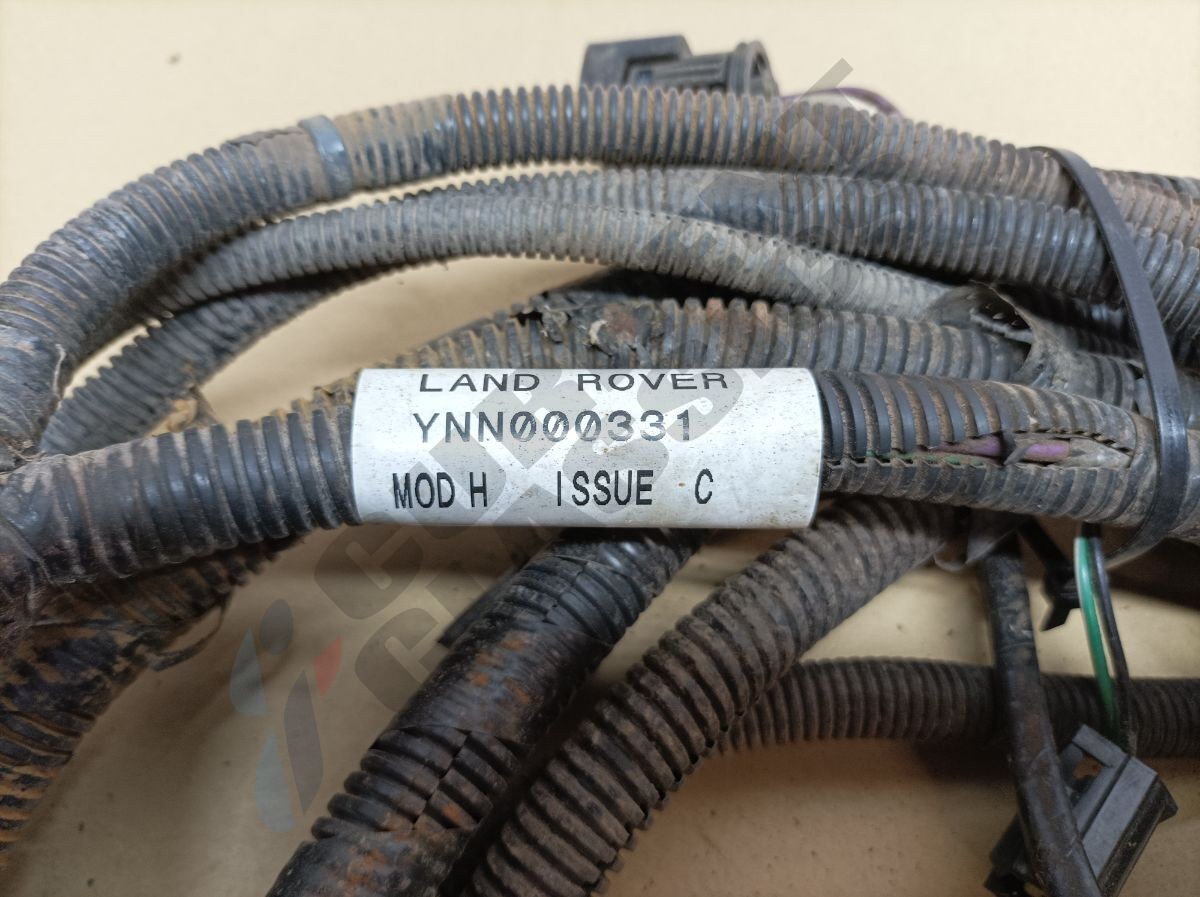 LAND ROVER
YNN000331
MOD H ISSUE C